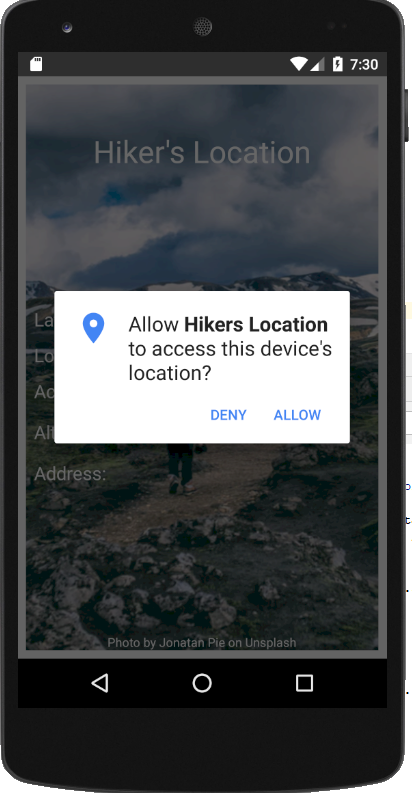 7:30
Hiker's Location
La
Lo
Allow Hikers Location
to access this device's
location?
Ac
DENY ALLOW
Al
Address:
Photo by Jonatan Pie on Unsplash